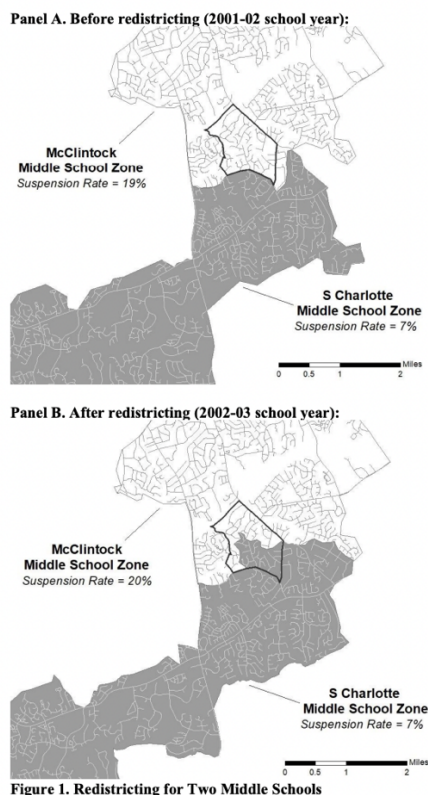 Panel A. Before redistricting (2001-02 school year):
McClintock
Middle School Zone
Suspension Rate = 19%
S Charlotte
Middle School Zone
Suspension Rate = 7%
Miles
0 0.5 1 2
Panel B. After redistricting (2002-03 school year):
McClintock
Middle School Zone
Suspension Rate = 20%
S Charlotte
Middle School Zone
Suspension Rate = 7%
Miles
0 0.5 1 2
Figure 1. Redistricting for Two Middle Schools